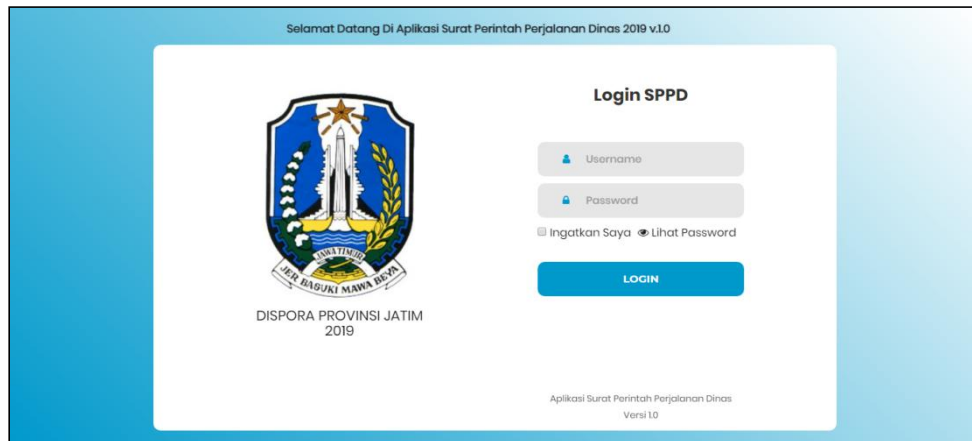 Selamat Datang Di Aplikasi Surat Perintah Perjalanan Dinas 2019 v.1.0
JAWA TIMUR
JER BASUKI MAWA BEYA
DISPORA PROVINSI JATIM
2019
Login SPPD
Username
Password
Ingatkan Saya Lihat Password
LOGIN
Aplikasi Surat Perintah Perjalanan Dinas
Versi 1.0